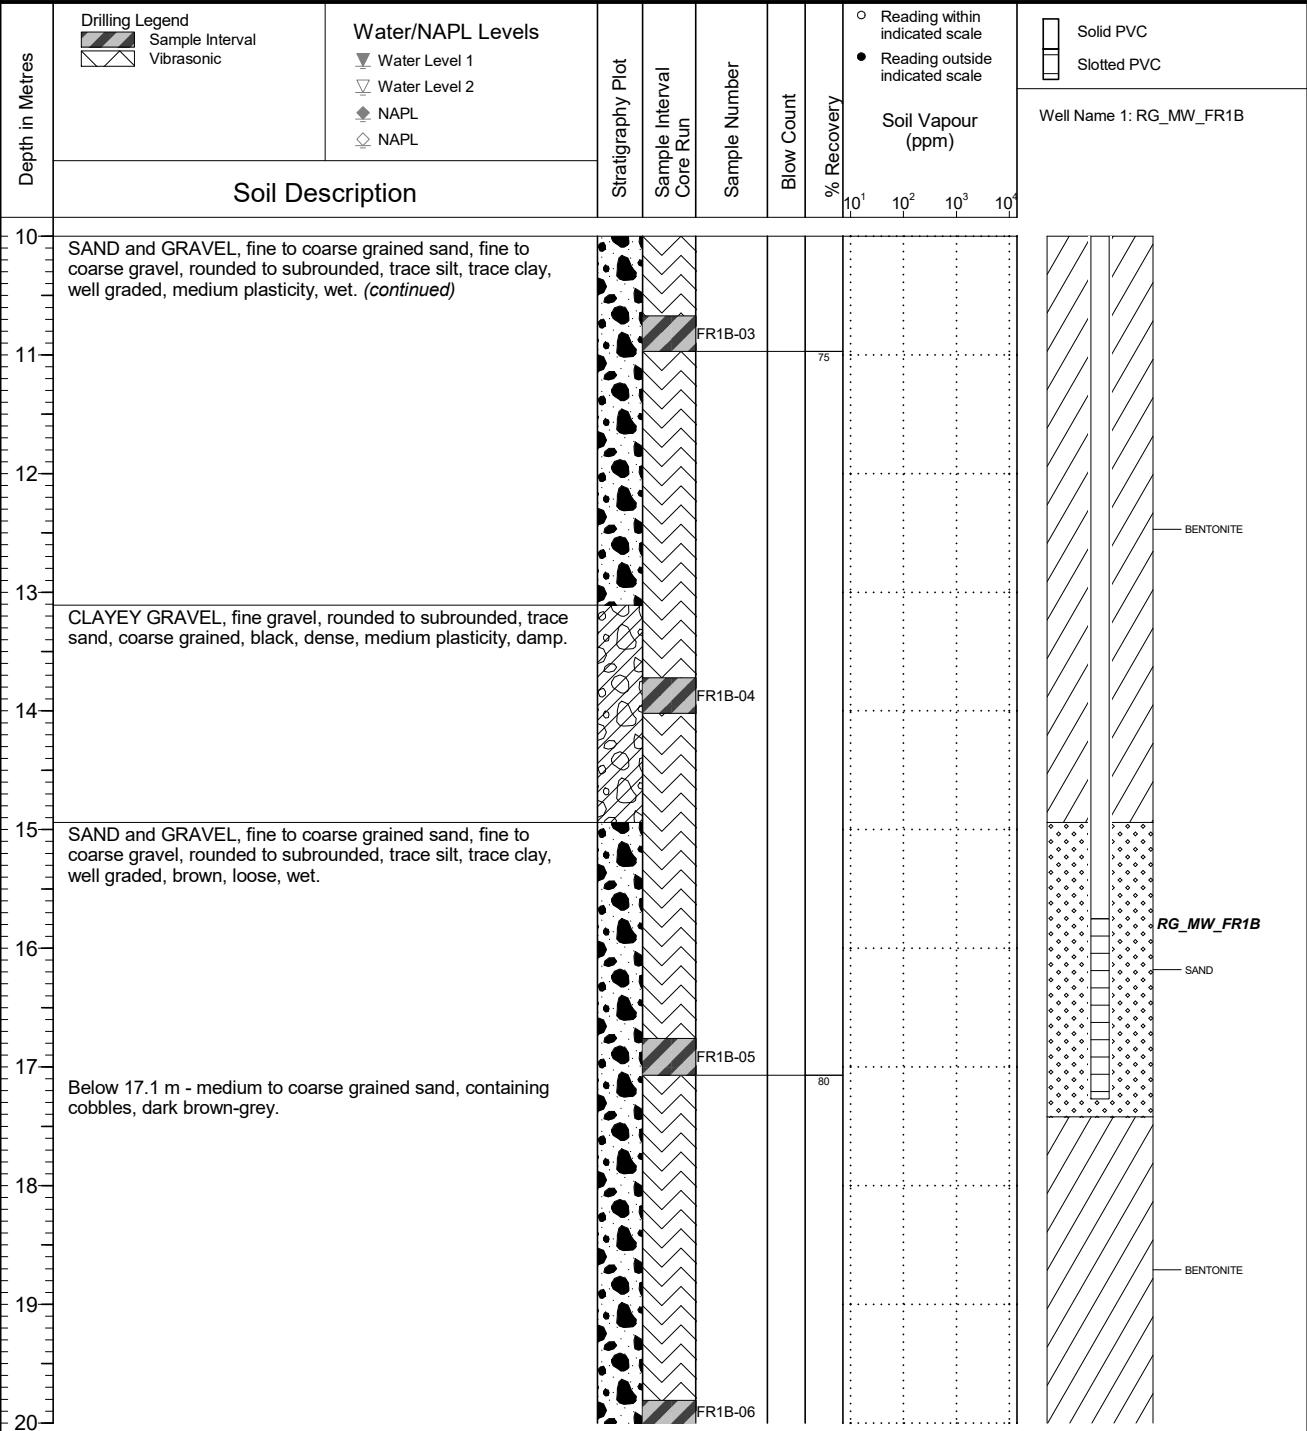 Drilling Legend
Sample Interval
Vibrasonic
Water/NAPL Levels
Water Level 1
Water Level 2
NAPL
NAPL
Depth in Metres
Soil Description
Stratigraphy Plot
Sample Interval
Core Run
Sample Number
Blow Count
% Recovery
Reading within
indicated scale
Reading outside
indicated scale
Soil Vapour
(ppm)
10¹ 10² 10³ 10⁴
Solid PVC
Slotted PVC
Well Name 1: RG_MW_FR1B
10
SAND and GRAVEL, fine to coarse grained sand, fine to
coarse gravel, rounded to subrounded, trace silt, trace clay,
well graded, medium plasticity, wet. (continued)
FR1B-03
11
75
12
BENTONITE
13
CLAYEY GRAVEL, fine gravel, rounded to subrounded, trace
sand, coarse grained, black, dense, medium plasticity, damp.
FR1B-04
14
15
SAND and GRAVEL, fine to coarse grained sand, fine to
coarse gravel, rounded to subrounded, trace silt, trace clay,
well graded, brown, loose, wet.
RG_MW_FR1B
16
SAND
FR1B-05
17
80
Below 17.1 m - medium to coarse grained sand, containing
cobbles, dark brown-grey.
18
BENTONITE
19
FR1B-06
20